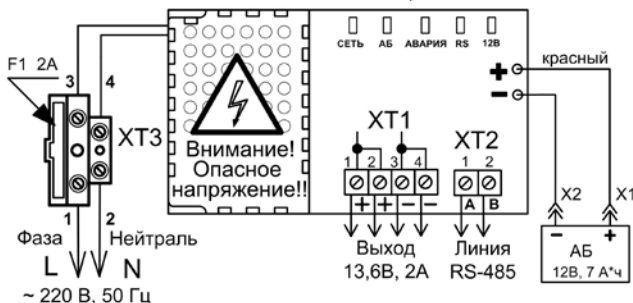 СЕТЬ АБ АВАРИЯ RS 12В
F1 2А
3 4
красный
+
−
XT3
Внимание!
Опасное
напряжение!!
XT1
1 2 3 4
+ + − −
XT2
1 2
A B
X2 X1
1 2
Фаза Нейтраль
L N
~ 220 В, 50 Гц
Выход
13,6В, 2А
Линия
RS-485
− +
АБ
12В, 7 А*ч